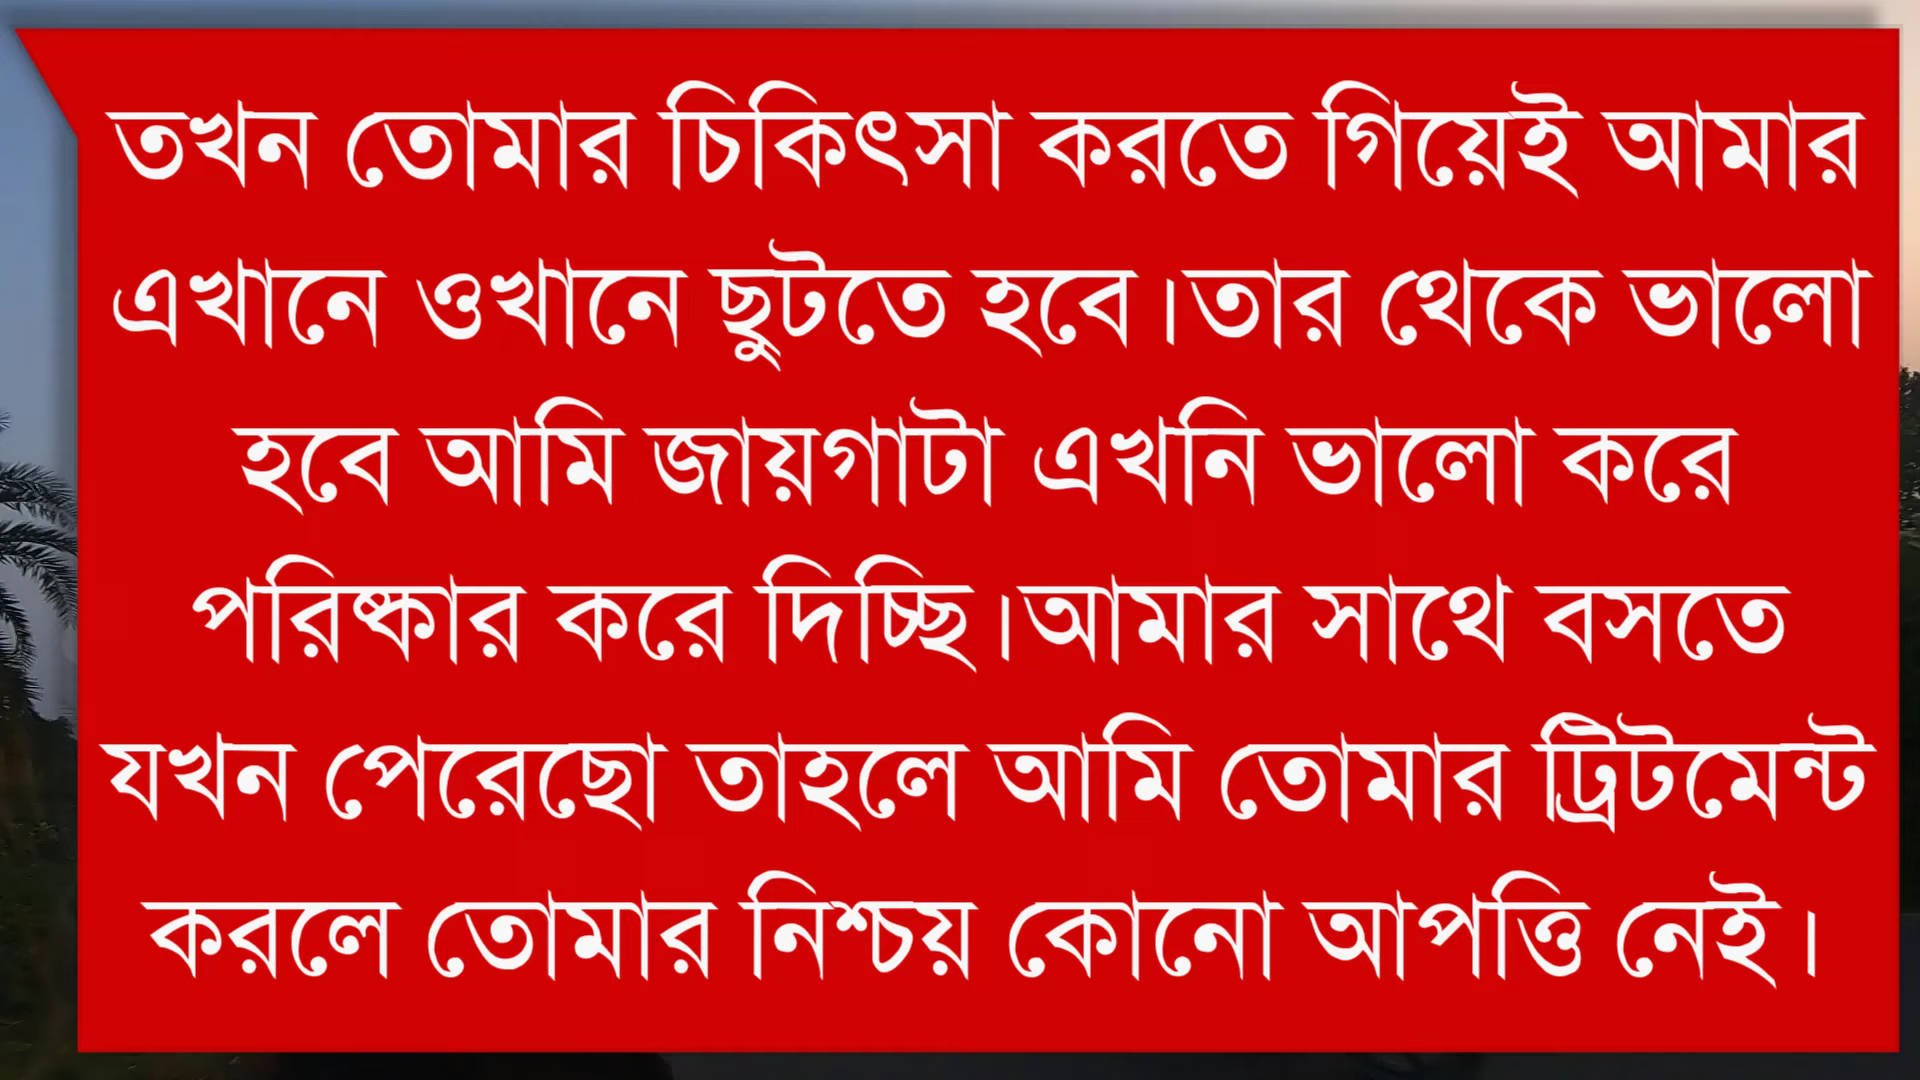 তখন তোমার চিকিৎসা করতে গিয়েই আমার
এখানে ওখানে ছুটতে হবে।তার থেকে ভালো
হবে আমি জায়গাটা এখনি ভালো করে
পরিষ্কার করে দিচ্ছি।আমার সাথে বসতে
যখন পেরেছো তাহলে আমি তোমার ট্রিটমেন্ট
করলে তোমার নিশ্চয় কোনো আপত্তি নেই।